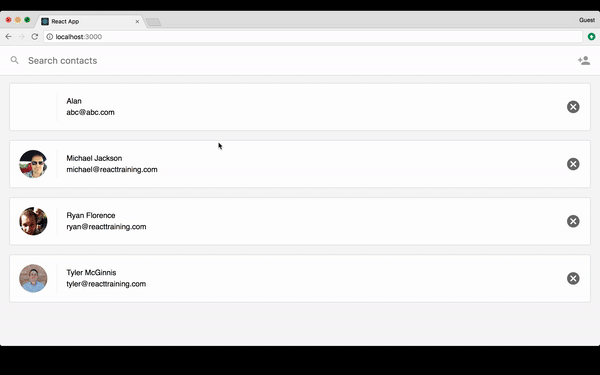 React App
Guest
localhost:3000
Search contacts
Alan
abc@abc.com
Michael Jackson
michael@reacttraining.com
Ryan Florence
ryan@reacttraining.com
Tyler McGinnis
tyler@reacttraining.com